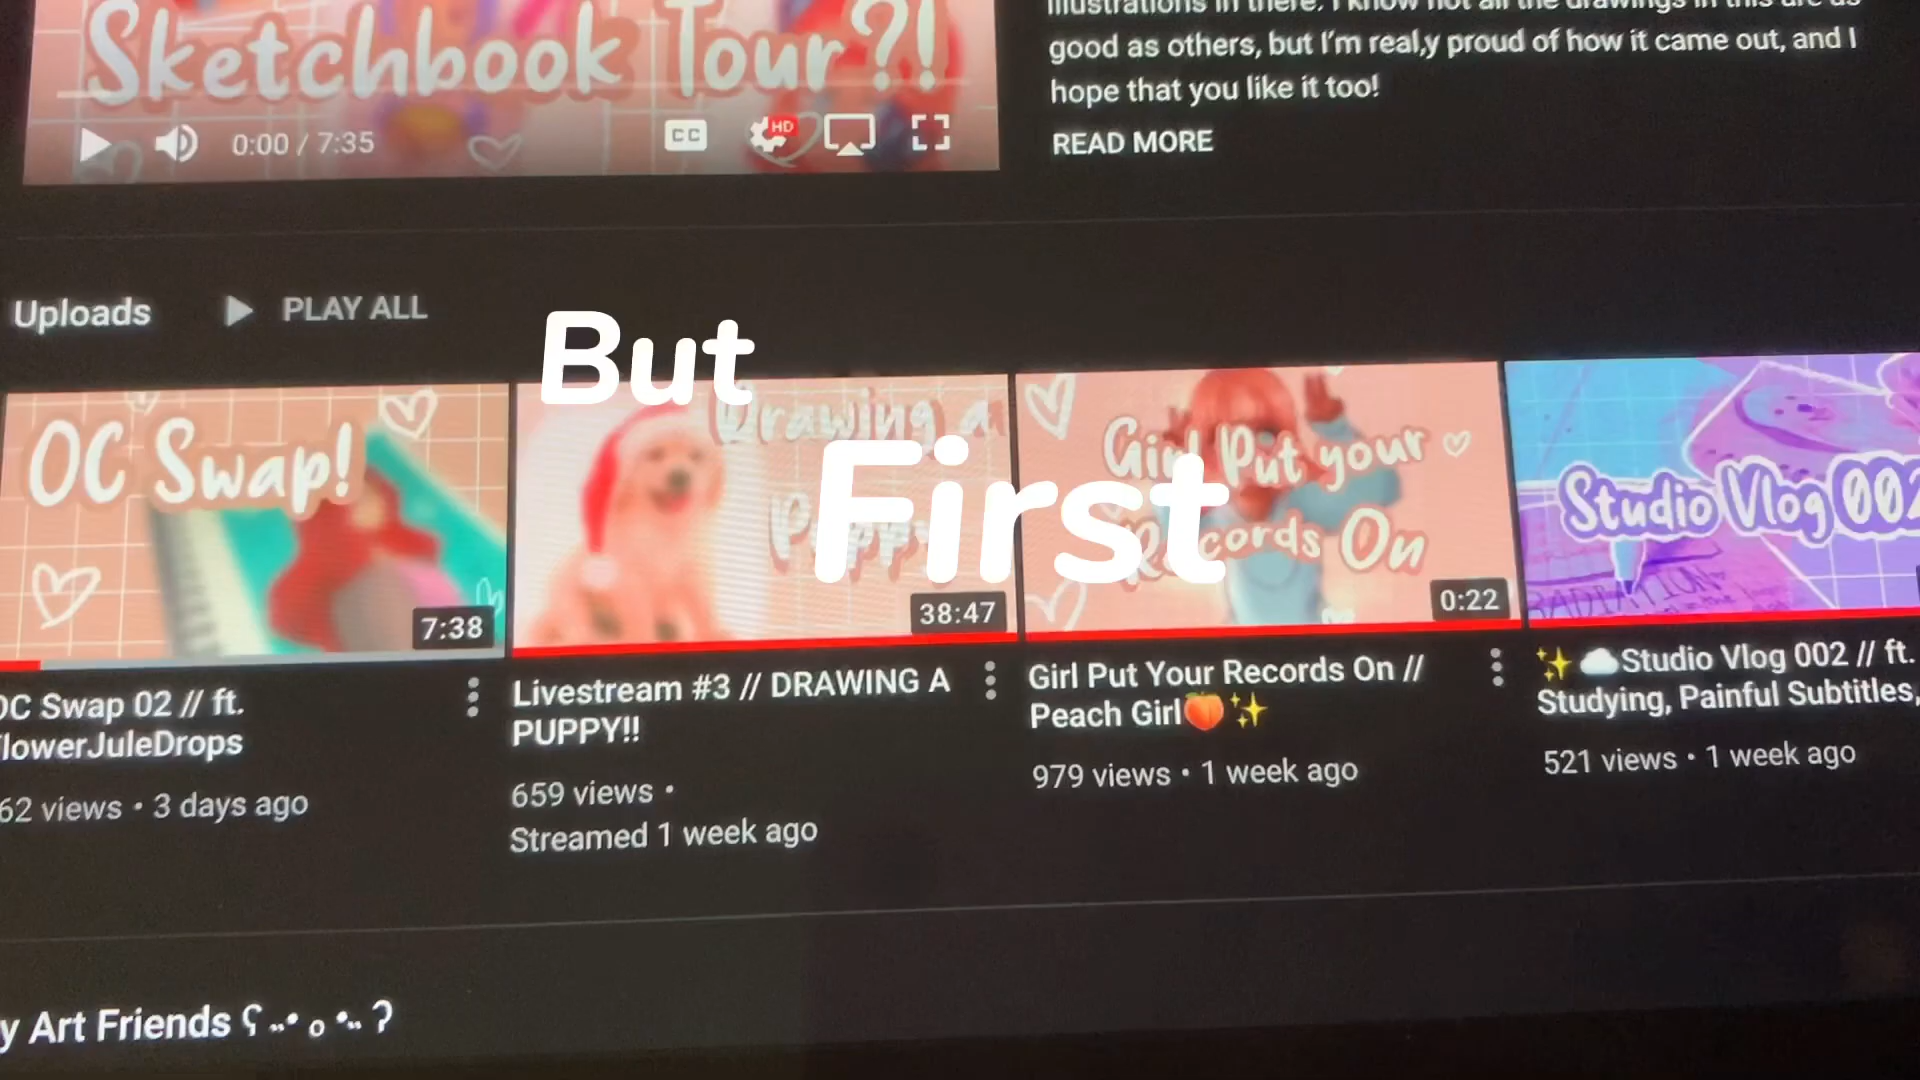 Sketchbook Tour?!
0:00 / 7:35
CC
HD
good as others, but I'm real,y proud of how it came out, and I
hope that you like it too!
READ MORE
Uploads
PLAY ALL
But
First
OC Swap!
7:38
Drawing a
Puppy
38:47
Girl Put your
Records On
0:22
Studio Vlog 002
OC Swap 02 // ft.
FlowerJuleDrops
62 views • 3 days ago
Livestream #3 // DRAWING A
PUPPY!!
659 views •
Streamed 1 week ago
Girl Put Your Records On //
Peach Girl🍑✨
979 views • 1 week ago
✨☁️Studio Vlog 002 // ft.
Studying, Painful Subtitles,
521 views • 1 week ago
y Art Friends ʕ ᵕ• ₒ •ᵕ ʔ